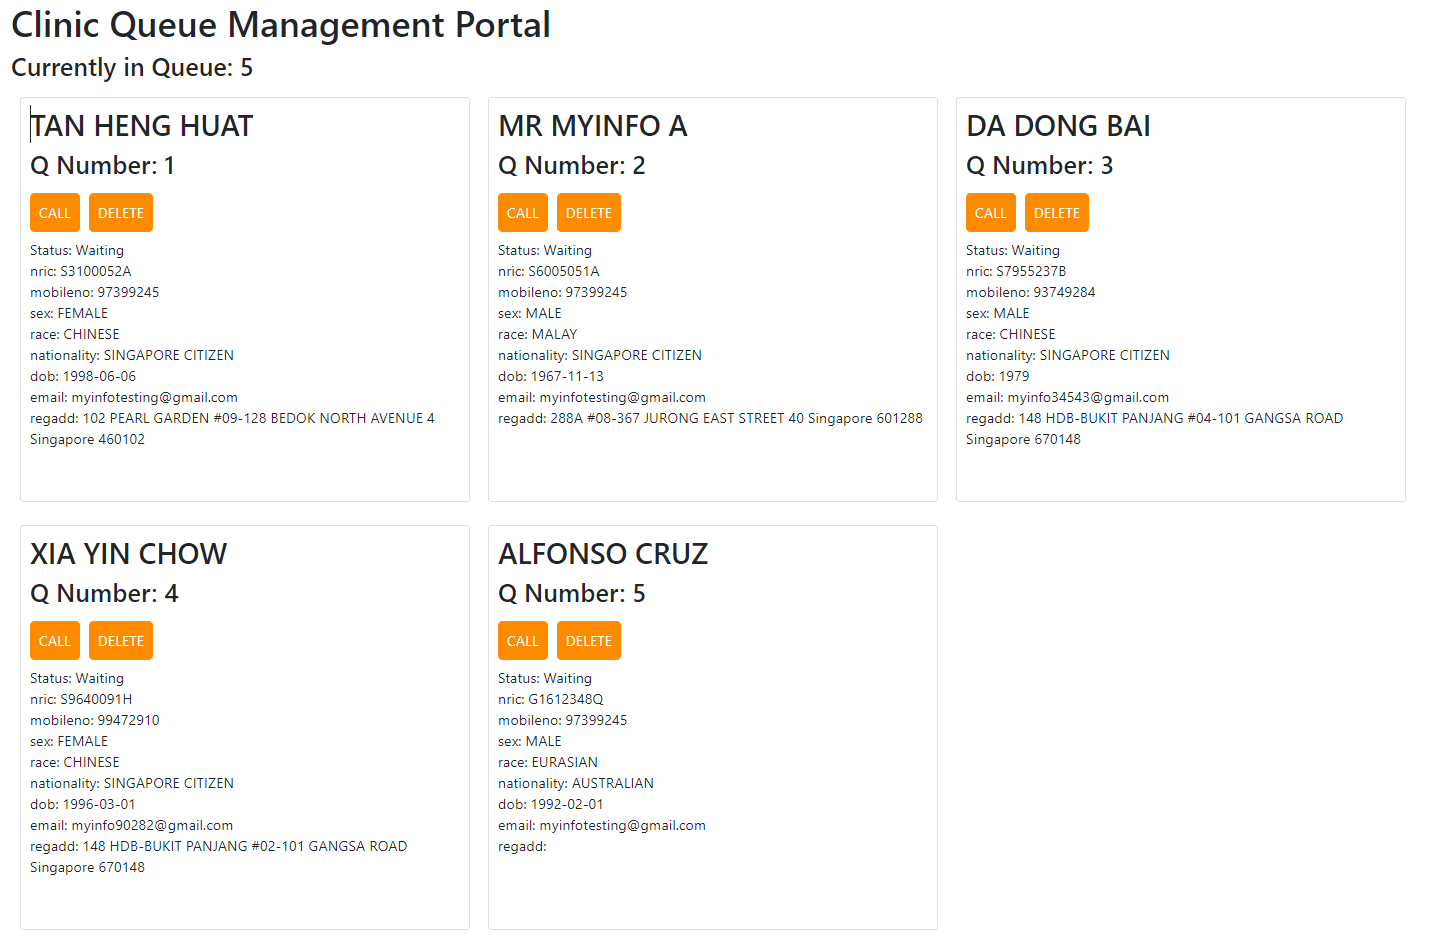 Clinic Queue Management Portal
Currently in Queue: 5
TAN HENG HUAT
Q Number: 1
CALL DELETE
Status: Waiting
nric: S3100052A
mobileno: 97399245
sex: FEMALE
race: CHINESE
nationality: SINGAPORE CITIZEN
dob: 1998-06-06
email: myinfotesting@gmail.com
regadd: 102 PEARL GARDEN #09-128 BEDOK NORTH AVENUE 4
Singapore 460102
MR MYINFO A
Q Number: 2
CALL DELETE
Status: Waiting
nric: S6005051A
mobileno: 97399245
sex: MALE
race: MALAY
nationality: SINGAPORE CITIZEN
dob: 1967-11-13
email: myinfotesting@gmail.com
regadd: 288A #08-367 JURONG EAST STREET 40 Singapore 601288
DA DONG BAI
Q Number: 3
CALL DELETE
Status: Waiting
nric: S7955237B
mobileno: 93749284
sex: MALE
race: CHINESE
nationality: SINGAPORE CITIZEN
dob: 1979
email: myinfo34543@gmail.com
regadd: 148 HDB-BUKIT PANJANG #04-101 GANGSA ROAD
Singapore 670148
XIA YIN CHOW
Q Number: 4
CALL DELETE
Status: Waiting
nric: S9640091H
mobileno: 99472910
sex: FEMALE
race: CHINESE
nationality: SINGAPORE CITIZEN
dob: 1996-03-01
email: myinfo90282@gmail.com
regadd: 148 HDB-BUKIT PANJANG #02-101 GANGSA ROAD
Singapore 670148
ALFONSO CRUZ
Q Number: 5
CALL DELETE
Status: Waiting
nric: G1612348Q
mobileno: 97399245
sex: MALE
race: EURASIAN
nationality: AUSTRALIAN
dob: 1992-02-01
email: myinfotesting@gmail.com
regadd: